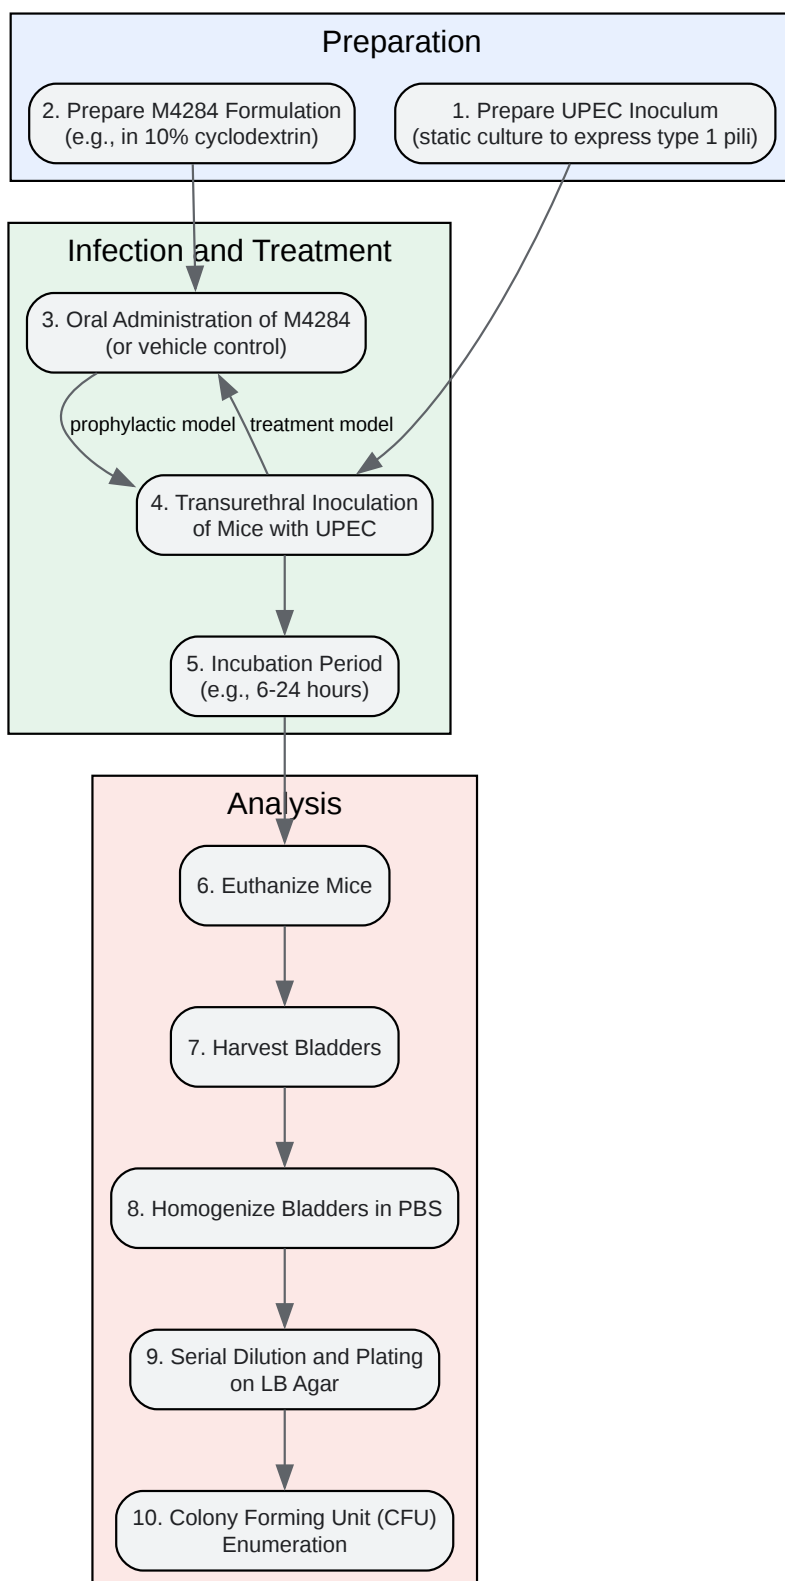 Preparation
2. Prepare M4284 Formulation
(e.g., in 10% cyclodextrin)
1. Prepare UPEC Inoculum
(static culture to express type 1 pili)
Infection and Treatment
3. Oral Administration of M4284
(or vehicle control)
prophylactic model
treatment model
4. Transurethral Inoculation
of Mice with UPEC
5. Incubation Period
(e.g., 6-24 hours)
Analysis
6. Euthanize Mice
7. Harvest Bladders
8. Homogenize Bladders in PBS
9. Serial Dilution and Plating
on LB Agar
10. Colony Forming Unit (CFU)
Enumeration